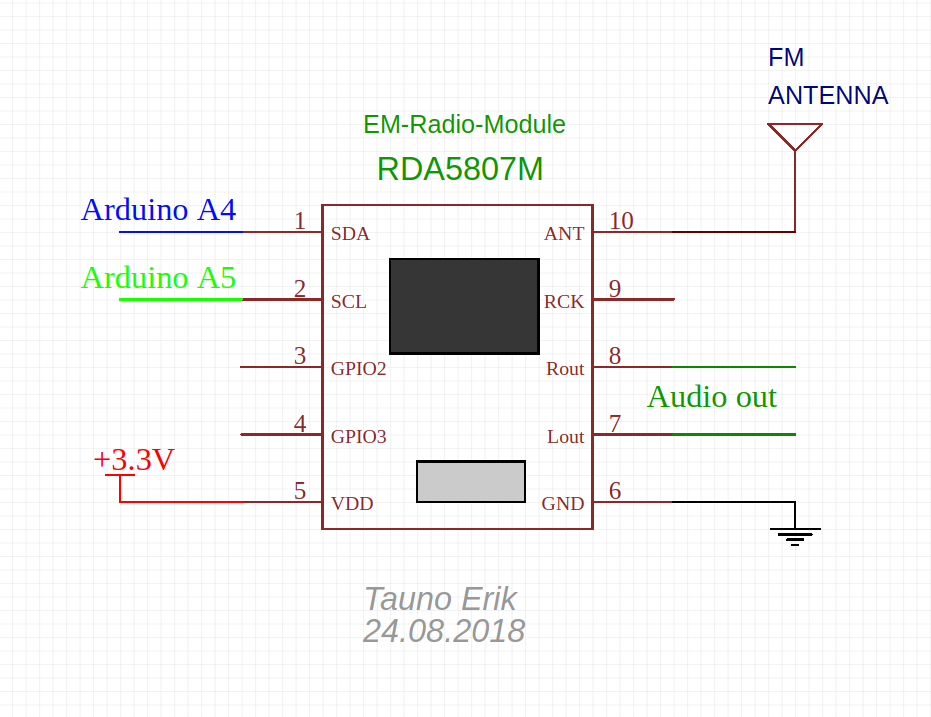 FM
ANTENNA
EM-Radio-Module
RDA5807M
Arduino A4
1
SDA
ANT
10
Arduino A5
2
SCL
RCK
9
3
GPIO2
Rout
8
Audio out
4
GPIO3
Lout
7
+3.3V
5
VDD
GND
6
Tauno Erik
24.08.2018